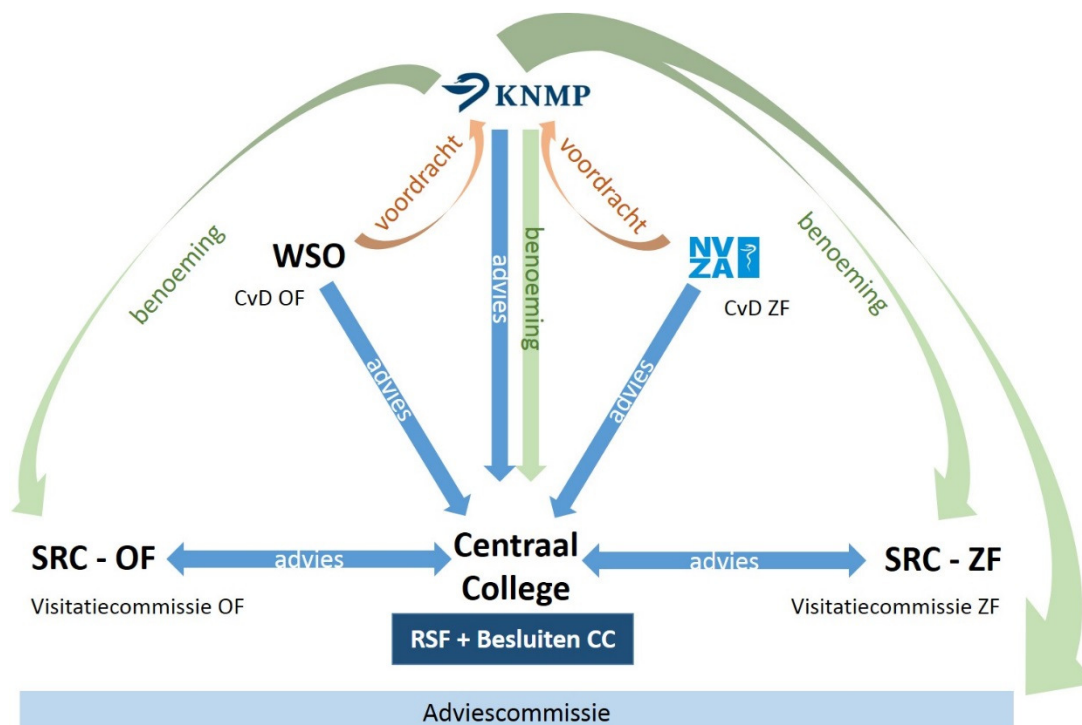 KNMP
voordracht
voordracht
benoeming
WSO
CvD OF
advies
benoeming
NV
ZA
CvD ZF
benoeming
advies
advies
SRC - OF
advies
Centraal
College
advies
SRC - ZF
Visitatiecommissie OF
Visitatiecommissie ZF
RSF + Besluiten CC
Adviescommissie